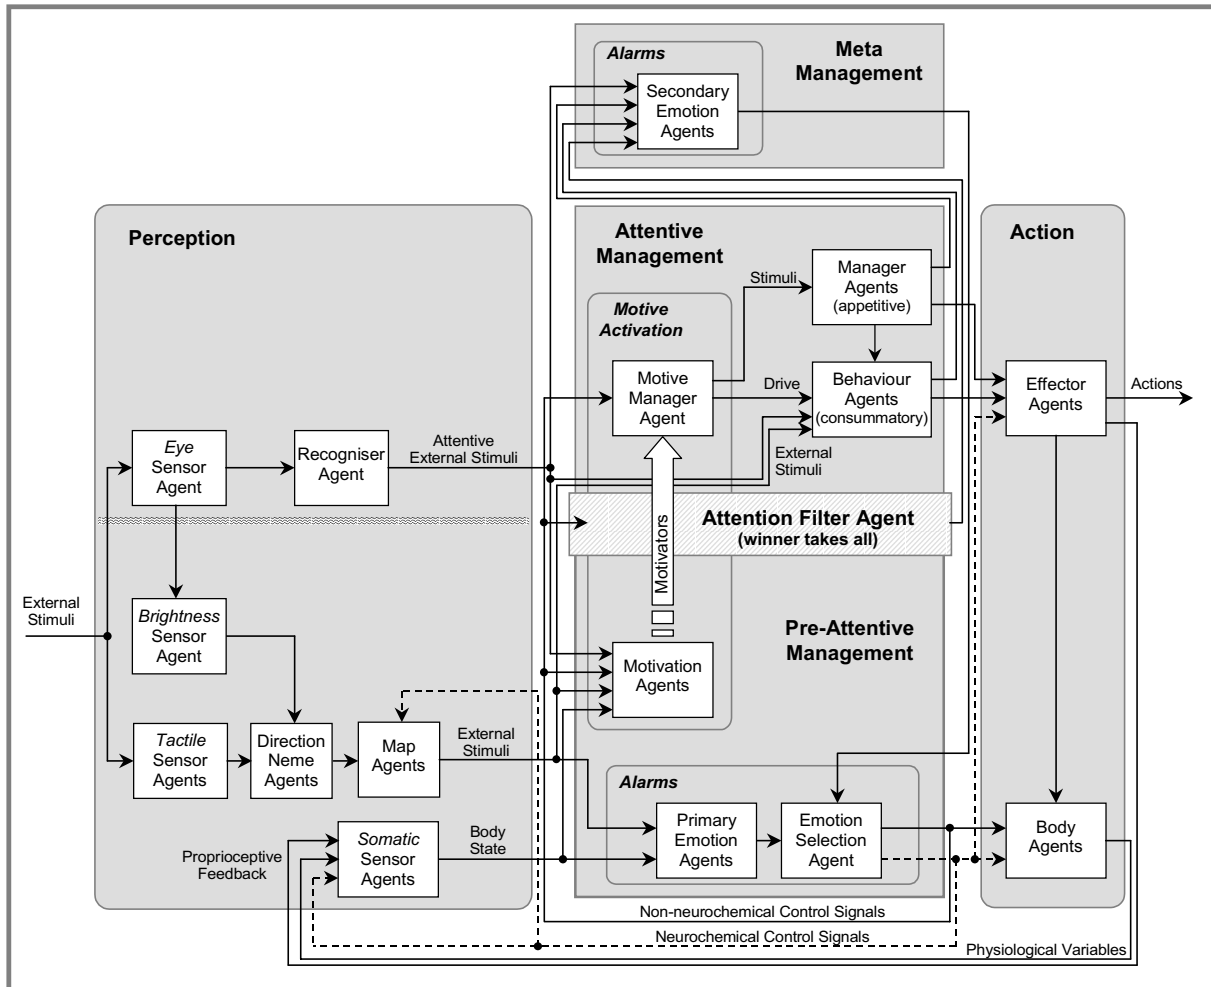 Meta
Management
Alarms
Secondary
Emotion
Agents
Perception
Attentive
Management
Action
Stimuli
Manager
Agents
(appetitive)
Motive
Activation
Motive
Manager
Agent
Drive
Behaviour
Agents
(consummatory)
Effector
Agents
Actions
Eye
Sensor
Agent
Recogniser
Agent
Attentive
External Stimuli
External
Stimuli
Attention Filter Agent
(winner takes all)
Motivators
External
Stimuli
Brightness
Sensor
Agent
Pre-Attentive
Management
Motivation
Agents
Tactile
Sensor
Agents
Direction
Neme
Agents
Map
Agents
External
Stimuli
Alarms
Primary
Emotion
Agents
Emotion
Selection
Agent
Body
Agents
Proprioceptive
Feedback
Somatic
Sensor
Agents
Body
State
Non-neurochemical Control Signals
Neurochemical Control Signals
Physiological Variables